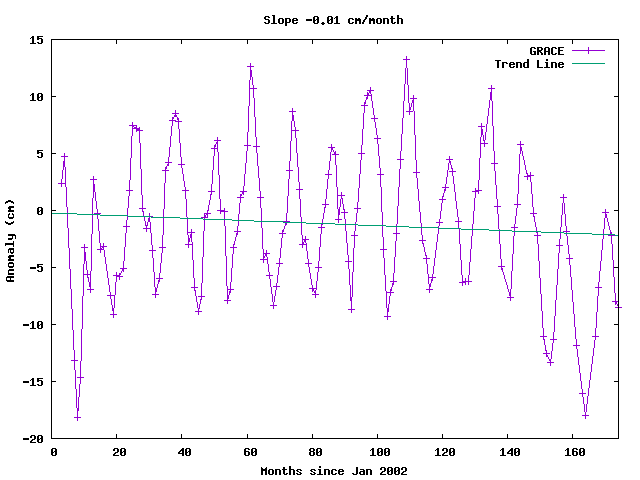 Slope -0.01 cm/month
GRACE
Trend Line
15
10
5
0
-5
-10
-15
-20
Anomaly (cm)
0 20 40 60 80 100 120 140 160
Months since Jan 2002